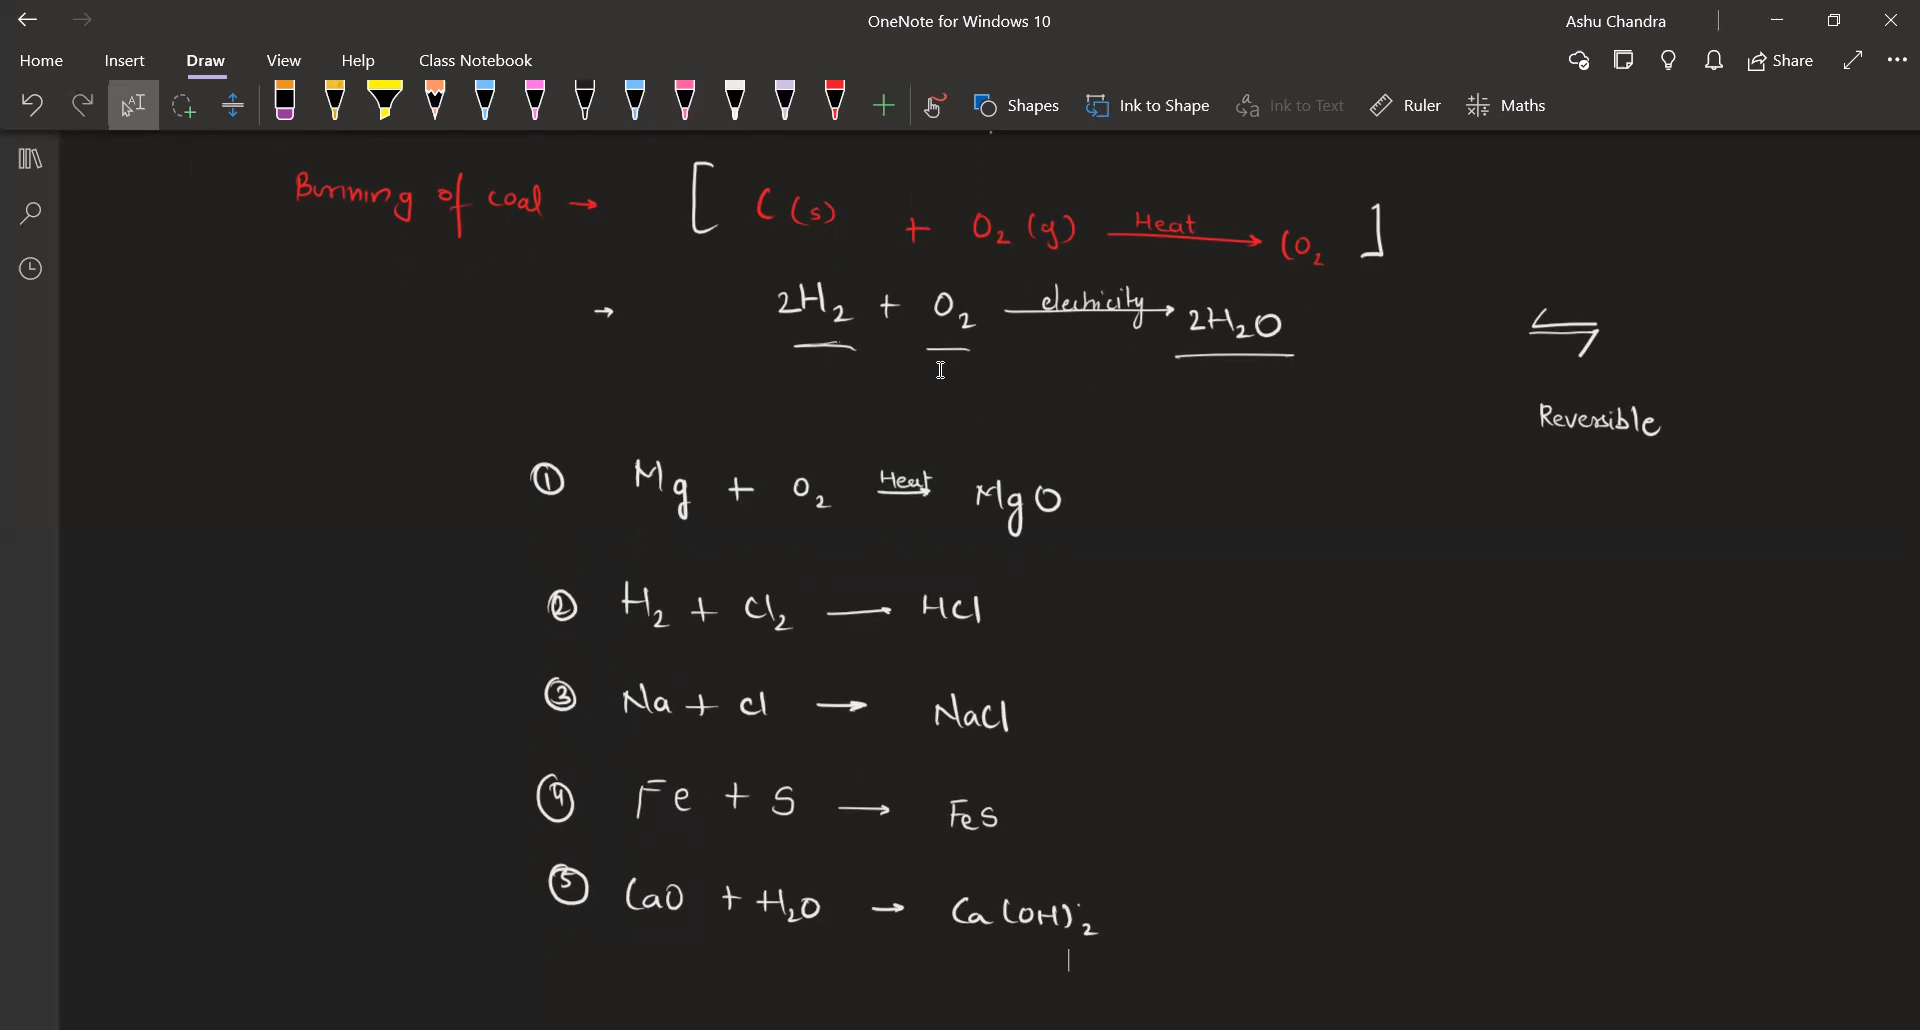 OneNote for Windows 10
Ashu Chandra
Home Insert Draw View Help Class Notebook
Share
Shapes Ink to Shape Ink to Text Ruler Maths
Burning of coal → [ C (s) + O₂ (g) —Heat→ CO₂ ]
→ 2H₂ + O₂ —electricity→ 2H₂O ⇌
Reversible
① Mg + O₂ —Heat→ MgO
② H₂ + Cl₂ — HCl
③ Na + Cl → NaCl
④ Fe + S → FeS
⑤ CaO + H₂O → Ca(OH)₂